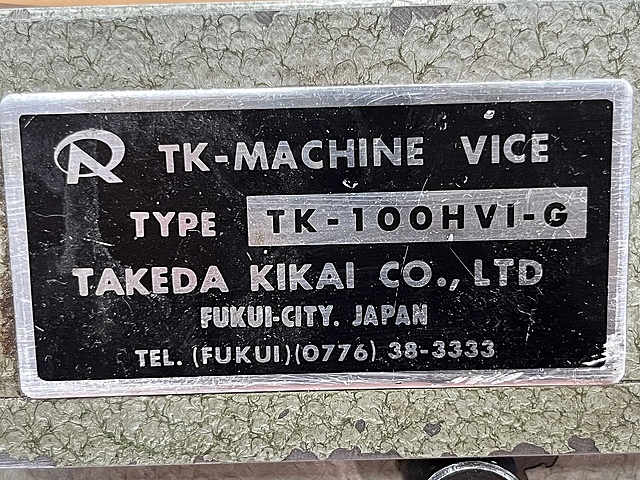 TK-MACHINE VICE
TYPE TK-100HVI-G
TAKEDA KIKAI CO., LTD
FUKUI-CITY. JAPAN
TEL. (FUKUI)(0776) 38-3333